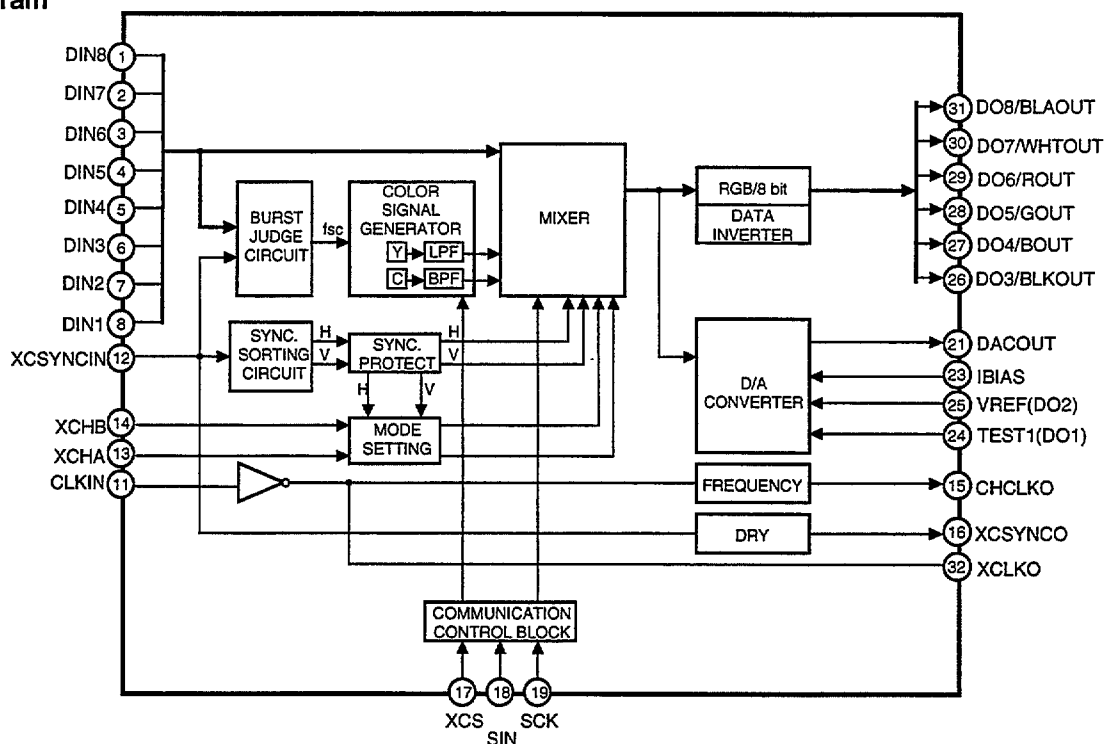 ram
DIN8 1
DIN7 2
DIN6 3
DIN5 4
DIN4 5
DIN3 6
DIN2 7
DIN1 8
XCSYNCIN 12
XCHB 14
XCHA 13
CLKIN 11
BURST
JUDGE
CIRCUIT
fsc
COLOR
SIGNAL
GENERATOR
Y LPF
C BPF
MIXER
SYNC.
SORTING
CIRCUIT
H
V
SYNC.
PROTECT
H
V
H V
MODE
SETTING
RGB/8 bit
DATA
INVERTER
D/A
CONVERTER
FREQUENCY
DRY
COMMUNICATION
CONTROL BLOCK
31 DO8/BLAOUT
30 DO7/WHTOUT
29 DO6/ROUT
28 DO5/GOUT
27 DO4/BOUT
26 DO3/BLKOUT
21 DACOUT
23 IBIAS
25 VREF(DO2)
24 TEST1(DO1)
15 CHCLKO
16 XCSYNCO
32 XCLKO
17 18 19
XCS SCK
SIN